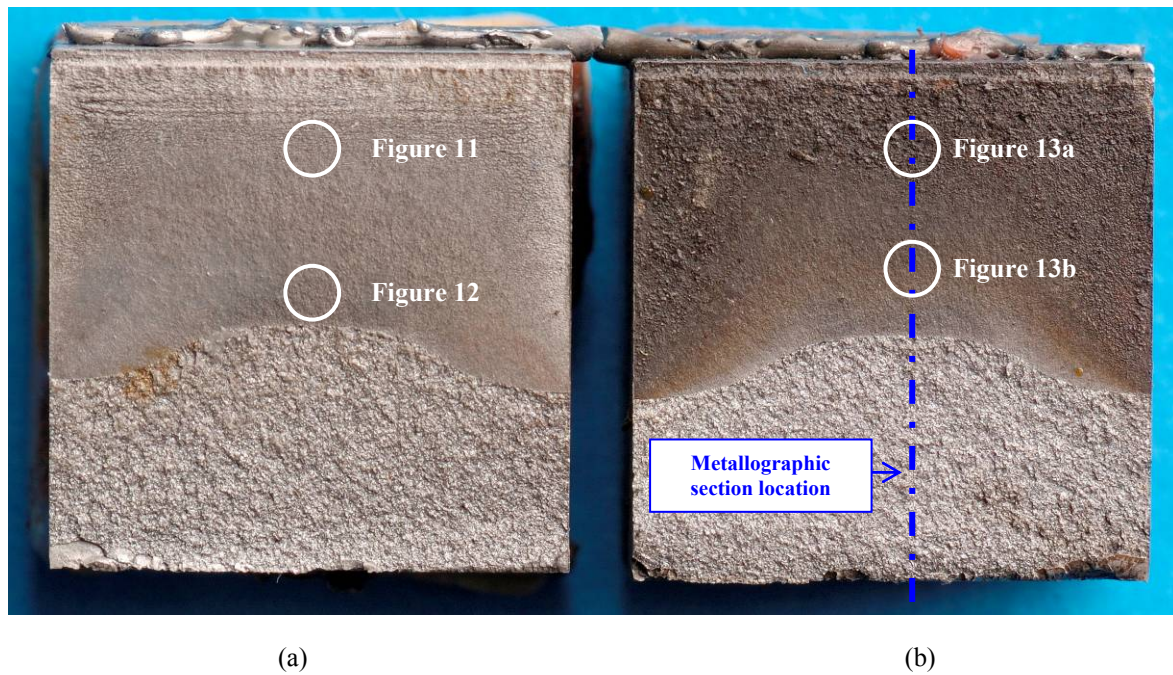 Figure 11
Figure 13a
Figure 12
Figure 13b
Metallographic
section location
(a)
(b)